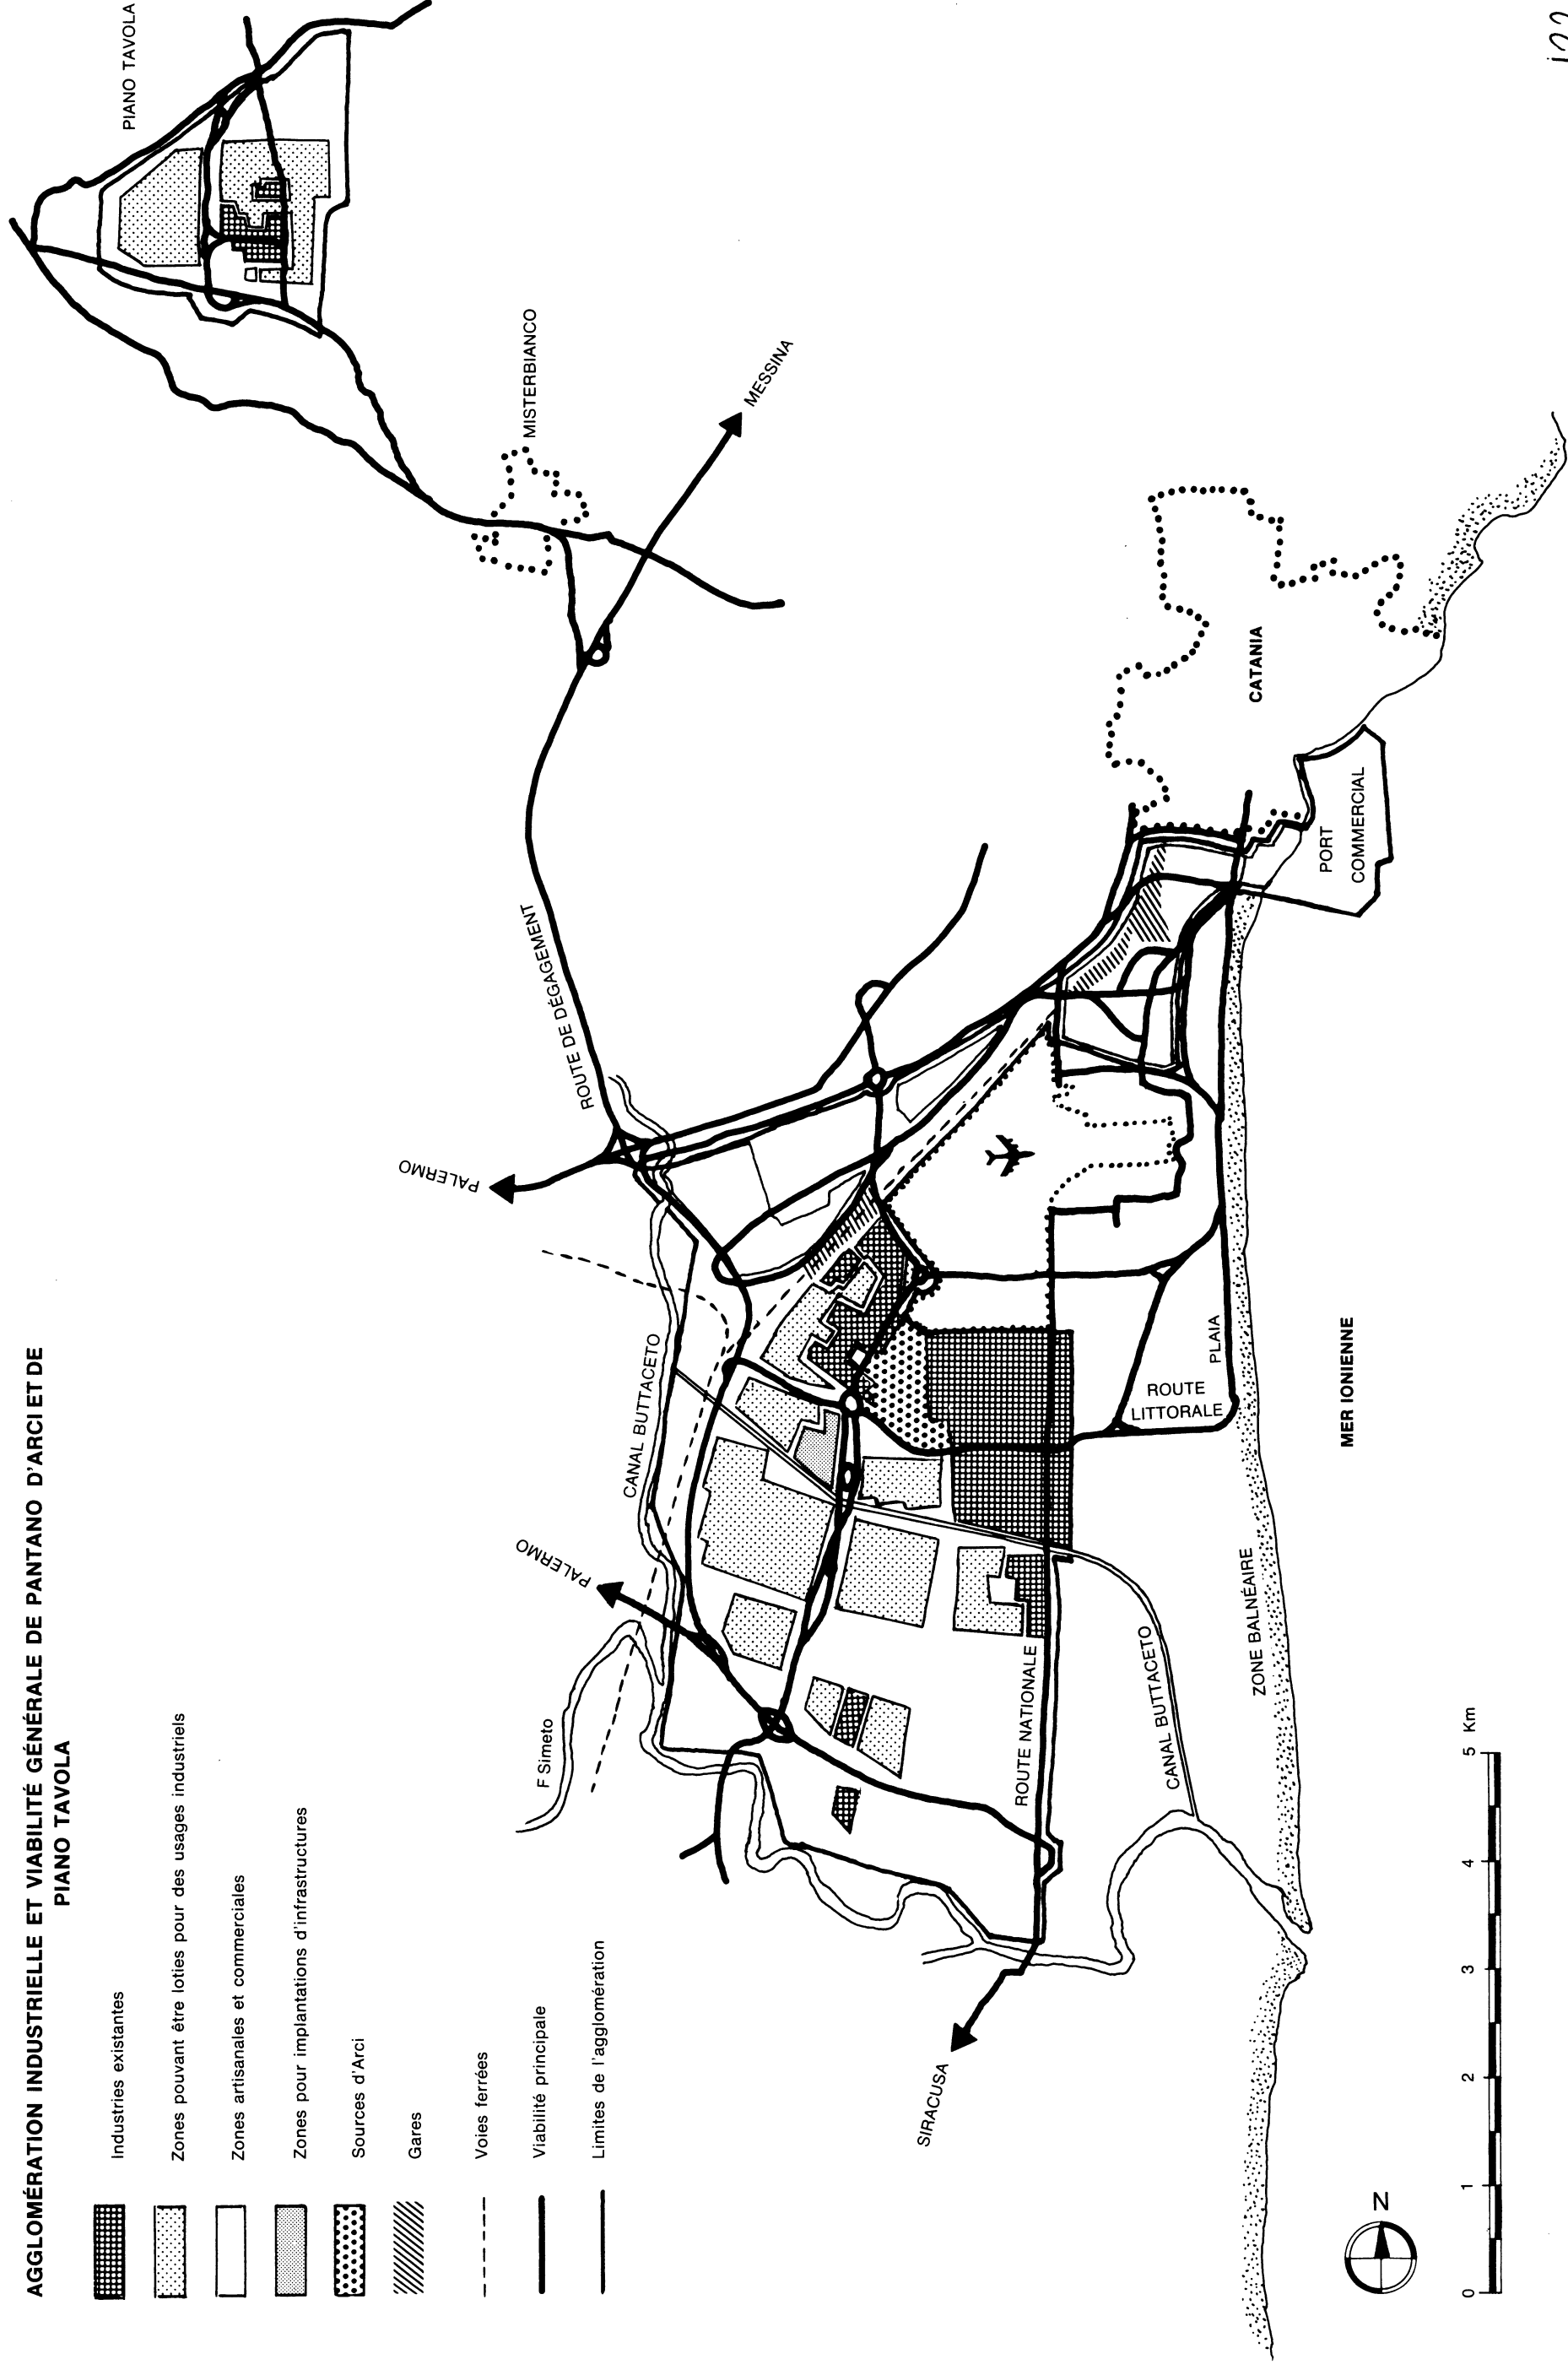 AGGLOMÉRATION INDUSTRIELLE ET VIABILITÉ GÉNÉRALE DE PANTANO D'ARCI ET DE
PIANO TAVOLA
Industries existantes
Zones pouvant être loties pour des usages industriels
Zones artisanales et commerciales
Zones pour implantations d'infrastructures
Sources d'Arci
Gares
Voies ferrées
Viabilité principale
Limites de l'agglomération
PIANO TAVOLA
MISTERBIANCO
MESSINA
ROUTE DE DÉGAGEMENT
PALERMO
CANAL BUTTACETO
PALERMO
F Simeto
CATANIA
PORT
COMMERCIAL
PLAIA
ROUTE
LITTORALE
MER IONIENNE
ZONE BALNÉAIRE
ROUTE NATIONALE
CANAL BUTTACETO
SIRACUSA
N
0 1 2 3 4 5 Km